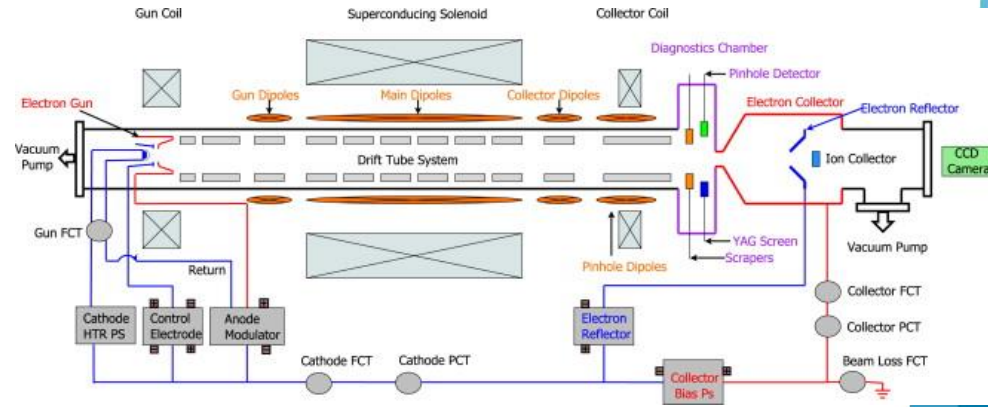 Gun Coil
Superconducing Solenoid
Collector Coil
Diagnostics Chamber
Pinhole Detector
Electron Gun
Gun Dipoles
Main Dipoles
Collector Dipoles
Electron Collector
Electron Reflector
Vacuum
Pump
Drift Tube System
Ion Collector
CCD
Camera
Gun FCT
Return
Pinhole Dipoles
YAG Screen
Scrapers
Vacuum Pump
Cathode
HTR PS
Control
Electrode
Anode
Modulator
Electron
Reflector
Collector FCT
Collector PCT
Cathode FCT
Cathode PCT
Collector
Bias Ps
Beam Loss FCT